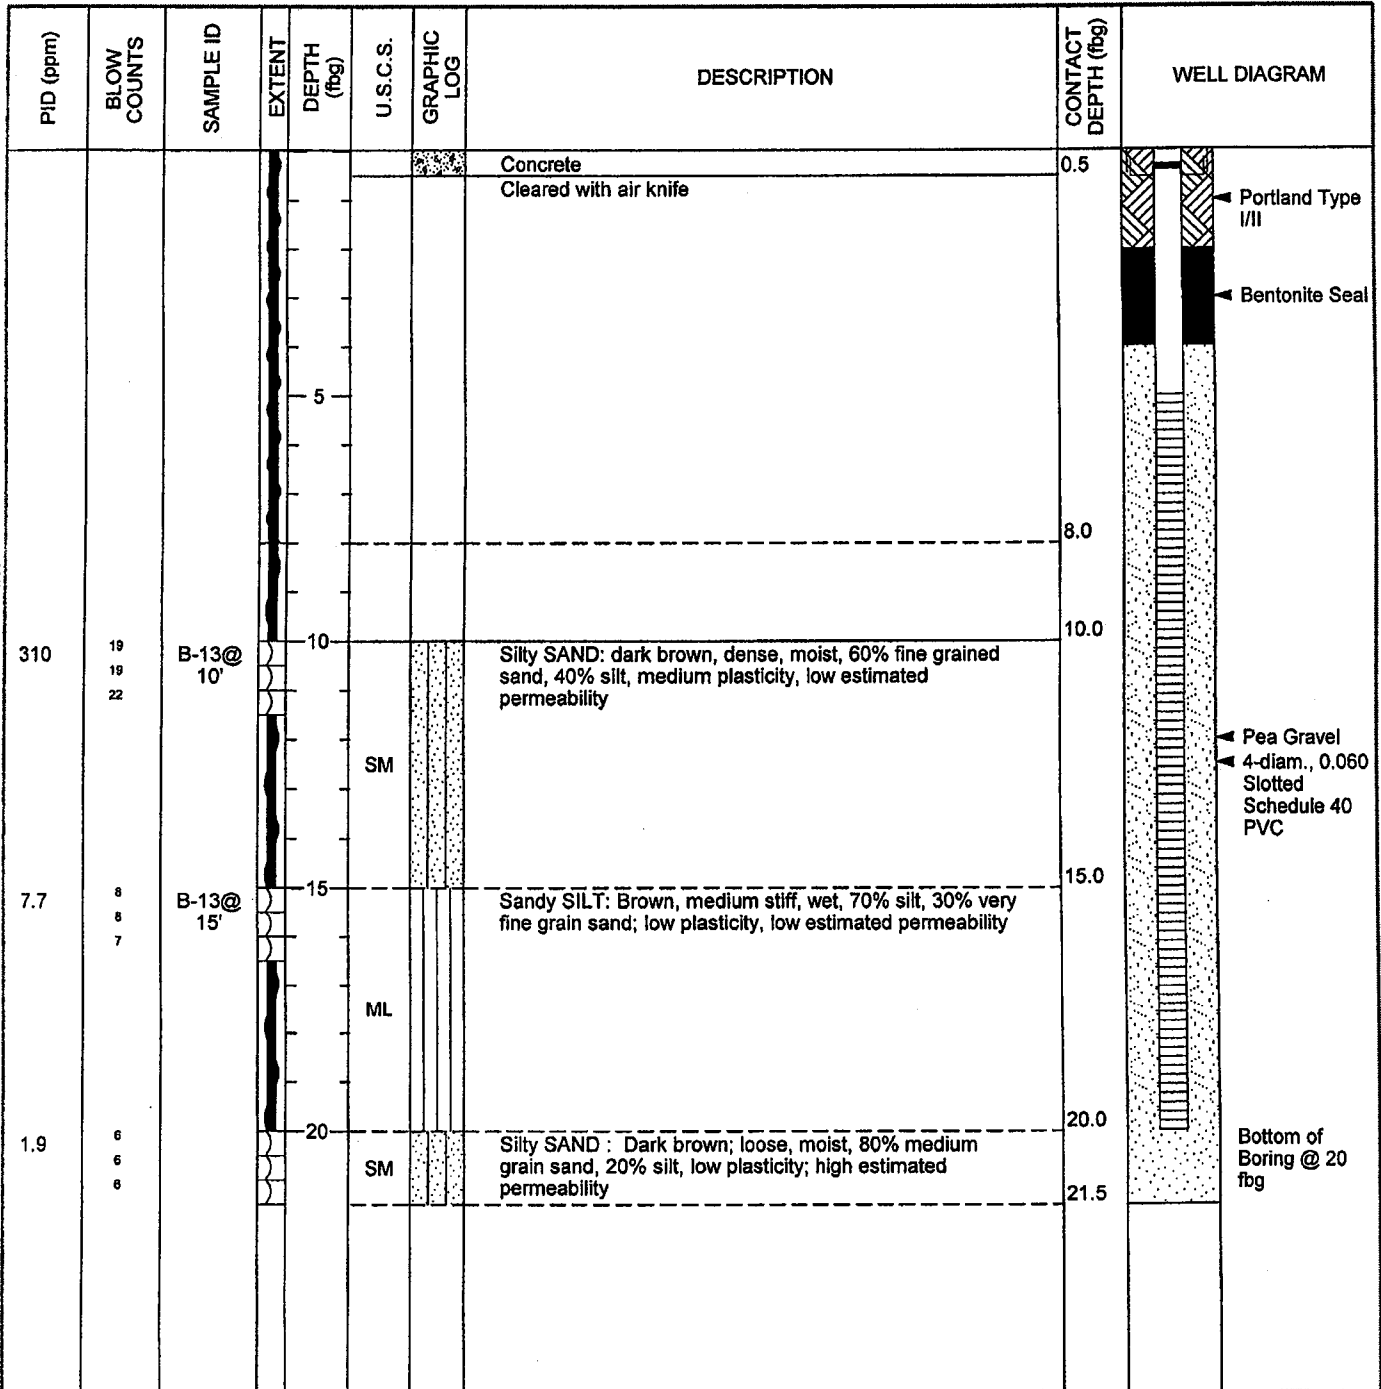 PID (ppm)
BLOW
COUNTS
SAMPLE ID
EXTENT
DEPTH
(fbg)
U.S.C.S.
GRAPHIC
LOG
DESCRIPTION
CONTACT
DEPTH (fbg)
WELL DIAGRAM
Concrete
0.5
Cleared with air knife
Portland Type
I/II
Bentonite Seal
5
8.0
10.0
10
310
19
19
22
B-13@
10'
Silty SAND: dark brown, dense, moist, 60% fine grained
sand, 40% silt, medium plasticity, low estimated
permeability
SM
Pea Gravel
4-diam., 0.060
Slotted
Schedule 40
PVC
15.0
15
7.7
8
8
7
B-13@
15'
Sandy SILT: Brown, medium stiff, wet, 70% silt, 30% very
fine grain sand; low plasticity, low estimated permeability
ML
20.0
20
1.9
6
6
6
Silty SAND : Dark brown; loose, moist, 80% medium
grain sand, 20% silt, low plasticity; high estimated
permeability
SM
21.5
Bottom of
Boring @ 20
fbg